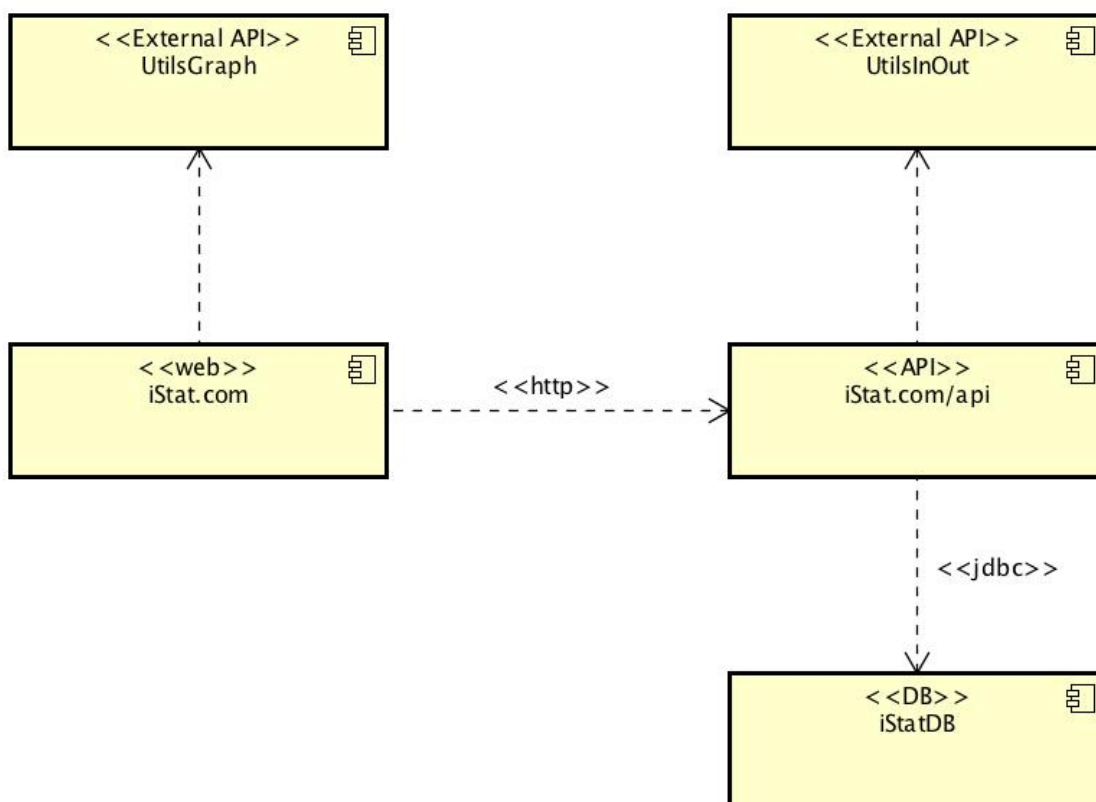 <<External API>>
UtilsGraph
<<External API>>
UtilsInOut
<<web>>
iStat.com
<<http>>
<<API>>
iStat.com/api
<<jdbc>>
<<DB>>
iStatDB